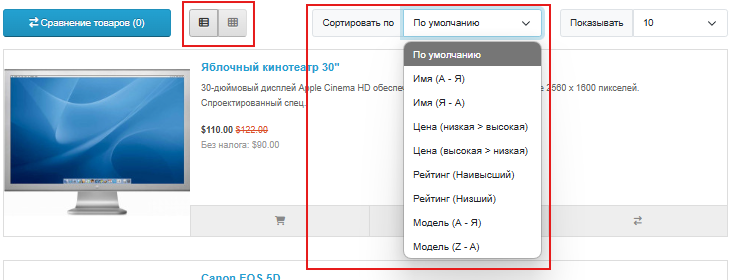 Сравнение товаров (0)
Сортировать по
По умолчанию
Показывать
10
По умолчанию
Имя (А - Я)
Имя (Я - А)
Цена (низкая > высокая)
Цена (высокая > низкая)
Рейтинг (Наивысший)
Рейтинг (Низший)
Модель (А - Я)
Модель (Z - A)
Яблочный кинотеатр 30"
30-дюймовый дисплей Apple Cinema HD обеспе
е 2560 x 1600 пикселей.
Спроектированный спец
$110.00 $122.00
Без налога: $90.00
Canon EOS 5D